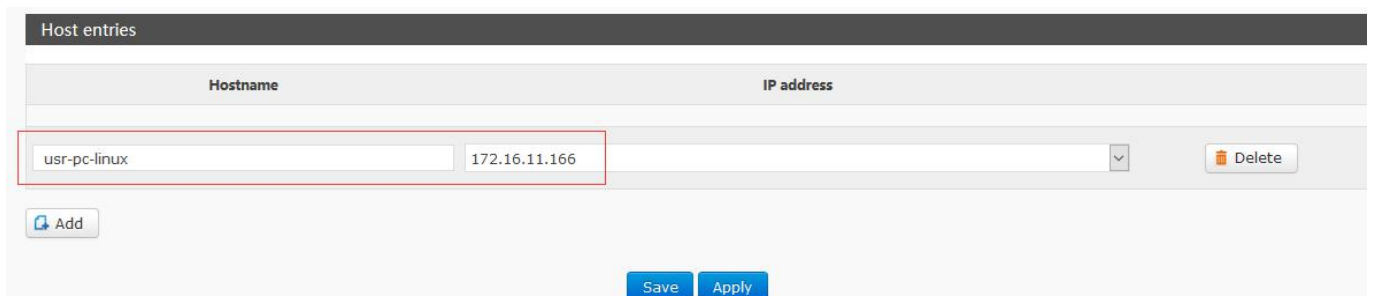 Host entries
Hostname IP address
usr-pc-linux 172.16.11.166 Delete
Add
Save Apply